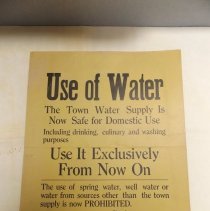 Use of Water
The Town Water Supply Is
Now Safe for Domestic Use
Including drinking, culinary and washing
purposes
Use It Exclusively
From Now On
The use of spring water, well water or
water from sources other than the town
supply is now PROHIBITED.